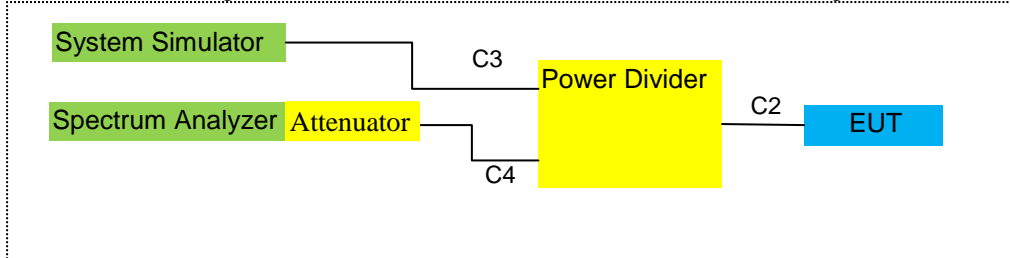 System Simulator
C3
Power Divider
Spectrum Analyzer
Attenuator
C2
EUT
C4